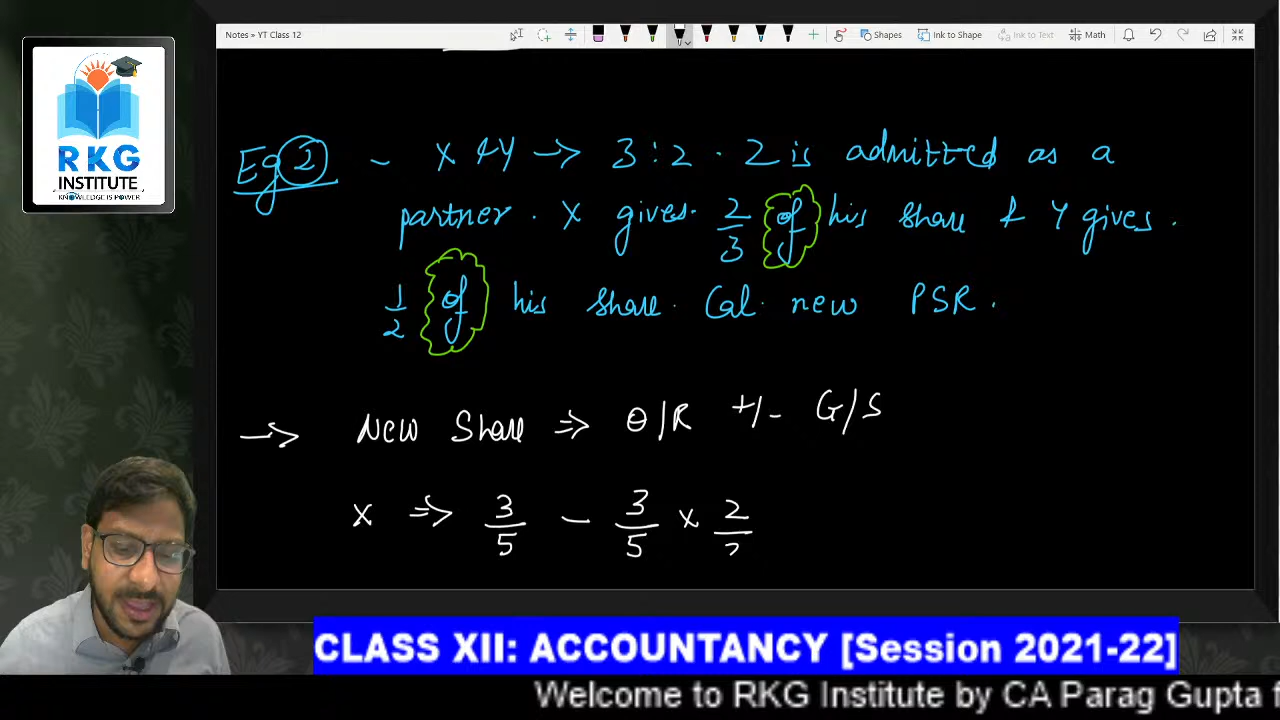 Notes » YT Class 12
Shapes Ink to Shape Ink to Text Math
RKG
INSTITUTE
KNOWLEDGE IS POWER
Eg 2 - X & Y → 3:2. Z is admitted as a
partner. X gives 2/3 of his share & Y gives
1/2 of his share. Cal. new PSR.
→ New Share ⇒ O/R +/- G/S
X ⇒ 3/5 - 3/5 × 2/
CLASS XII: ACCOUNTANCY [Session 2021-22]
Welcome to RKG Institute by CA Parag Gupta f